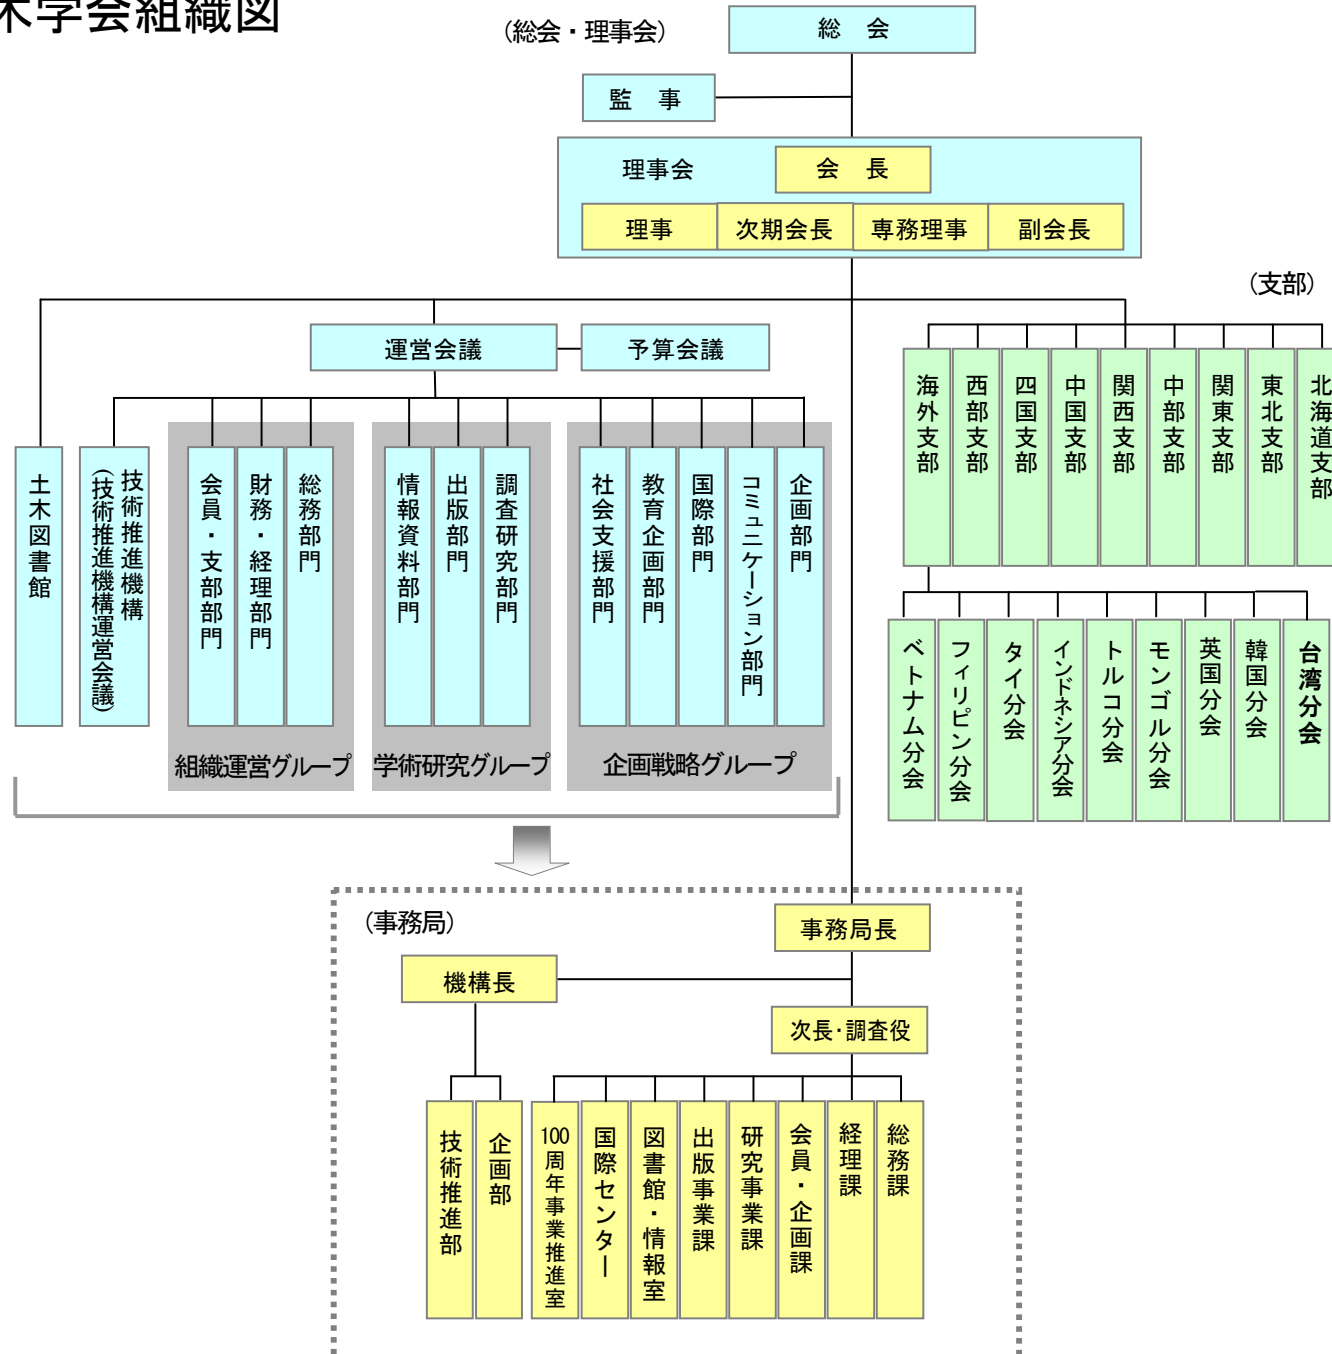 木学会組織図
(総会・理事会)
総 会
監 事
理事会
会 長
理事
次期会長
専務理事
副会長
(支部)
運営会議
予算会議
海外支部
西部支部
四国支部
中国支部
関西支部
中部支部
関東支部
東北支部
北海道支部
土木図書館
技術推進機構
(技術推進機構運営会議)
会員・支部部門
財務・経理部門
総務部門
情報資料部門
出版部門
調査研究部門
社会支援部門
教育企画部門
国際部門
コミュニケーション部門
企画部門
組織運営グループ
学術研究グループ
企画戦略グループ
ベトナム分会
フィリピン分会
タイ分会
インドネシア分会
トルコ分会
モンゴル分会
英国分会
韓国分会
台湾分会
(事務局)
事務局長
機構長
次長・調査役
技術推進部
企画部
100周年事業推進室
国際センター
図書館・情報室
出版事業課
研究事業課
会員・企画課
経理課
総務課